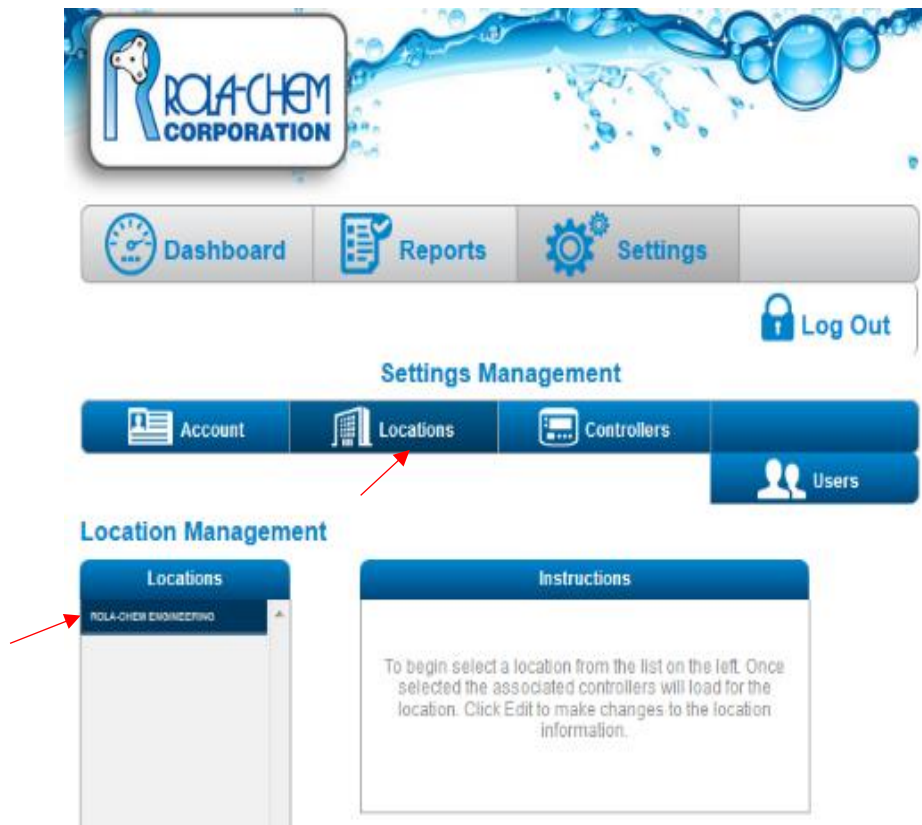 ROLA-CHEM
CORPORATION
Dashboard
Reports
Settings
Log Out
Settings Management
Account
Locations
Controllers
Users
Location Management
Locations
Instructions
ROLA-CHEM ENGINEERING
To begin select a location from the list on the left. Once
selected the associated controllers will load for the
location. Click Edit to make changes to the location
information.